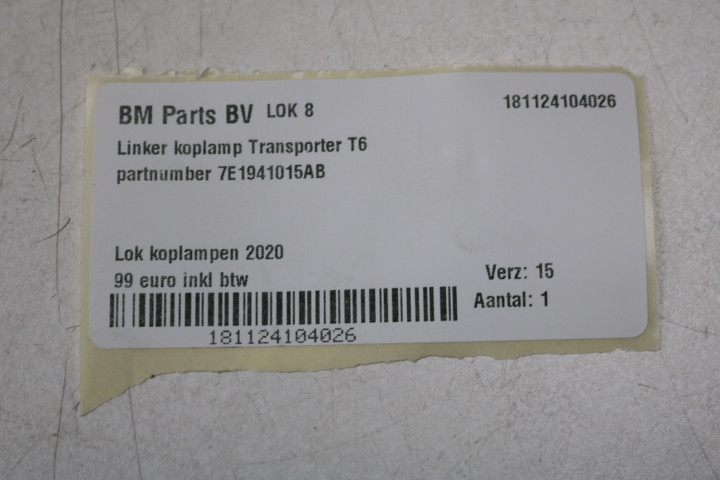 BM Parts BV LOK 8 181124104026
Linker koplamp Transporter T6
partnumber 7E1941015AB
Lok koplampen 2020
99 euro inkl btw
Verz: 15
Aantal: 1
181124104026